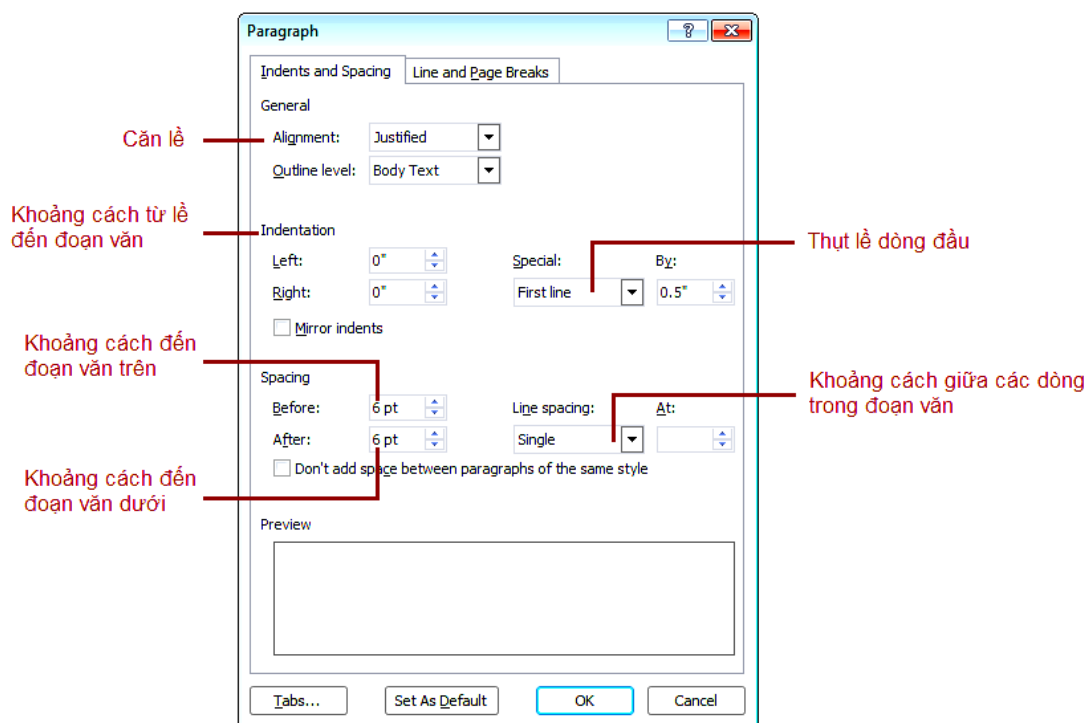 Paragraph
Indents and Spacing
Line and Page Breaks
General
Căn lề
Alignment: Justified
Outline level: Body Text
Khoảng cách từ lề
đến đoạn văn
Indentation
Thụt lề dòng đầu
Left: 0" Special: By:
Right: 0" First line 0.5"
Mirror indents
Khoảng cách đến
đoạn văn trên
Spacing
Khoảng cách giữa các dòng
trong đoạn văn
Before: 6 pt Line spacing: At:
After: 6 pt Single
Don't add space between paragraphs of the same style
Khoảng cách đến
đoạn văn dưới
Preview
Tabs... Set As Default OK Cancel